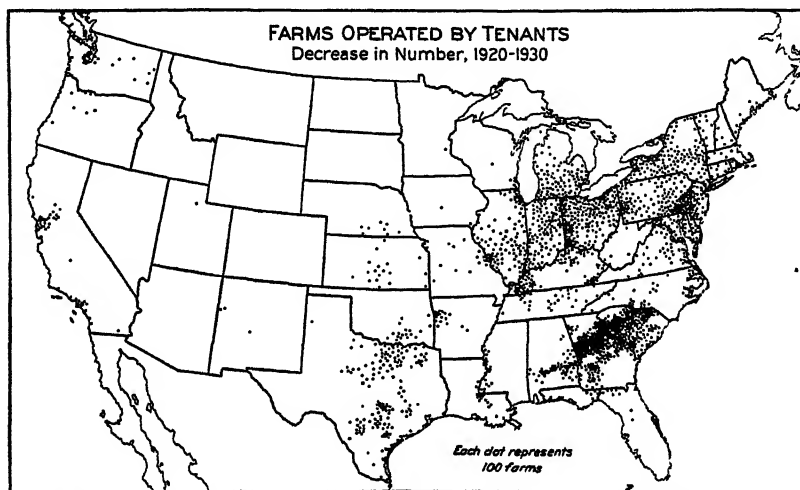 FARMS OPERATED BY TENANTS
Decrease in Number, 1920-1930
Each dot represents
100 farms